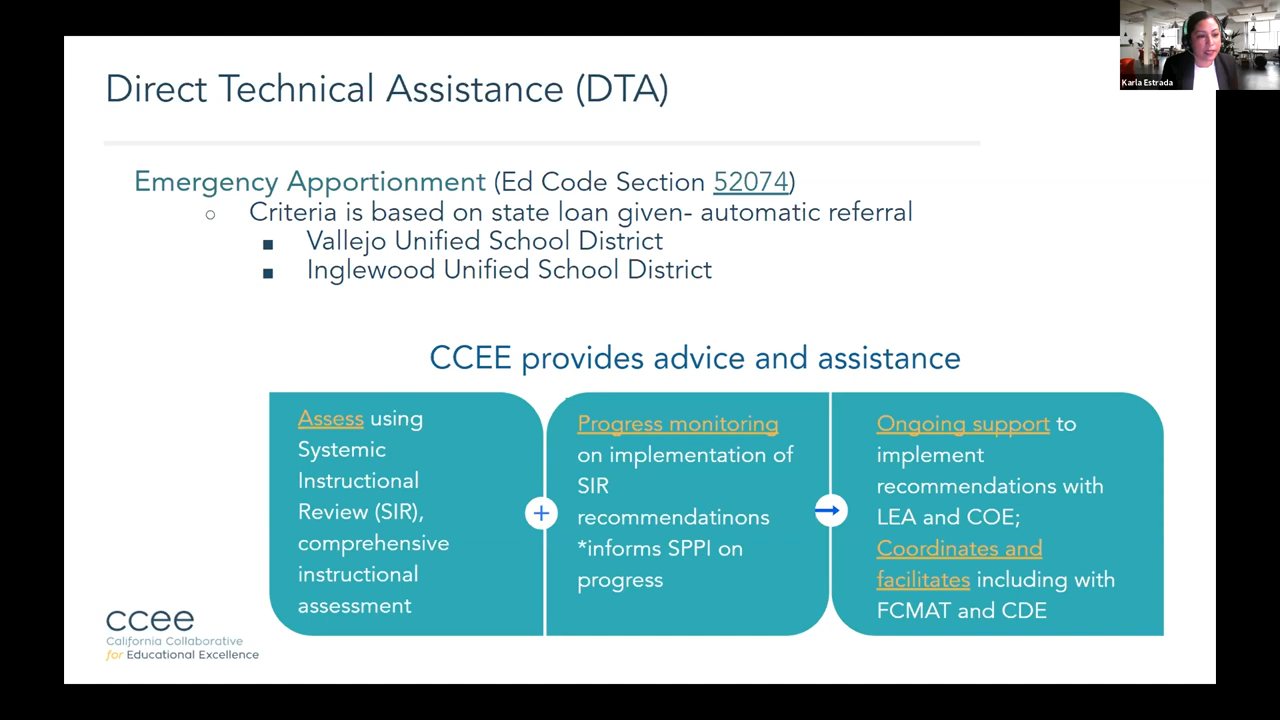 Karla Estrada
Direct Technical Assistance (DTA)
Emergency Apportionment (Ed Code Section 52074)
○ Criteria is based on state loan given- automatic referral
■ Vallejo Unified School District
■ Inglewood Unified School District
CCEE provides advice and assistance
Assess using
Systemic
Instructional
Review (SIR),
comprehensive
instructional
assessment
+
Progress monitoring
on implementation of
SIR
recommendatinons
*informs SPPI on
progress
→
Ongoing support to
implement
recommendations with
LEA and COE;
Coordinates and
facilitates including with
FCMAT and CDE
ccee
California Collaborative
for Educational Excellence